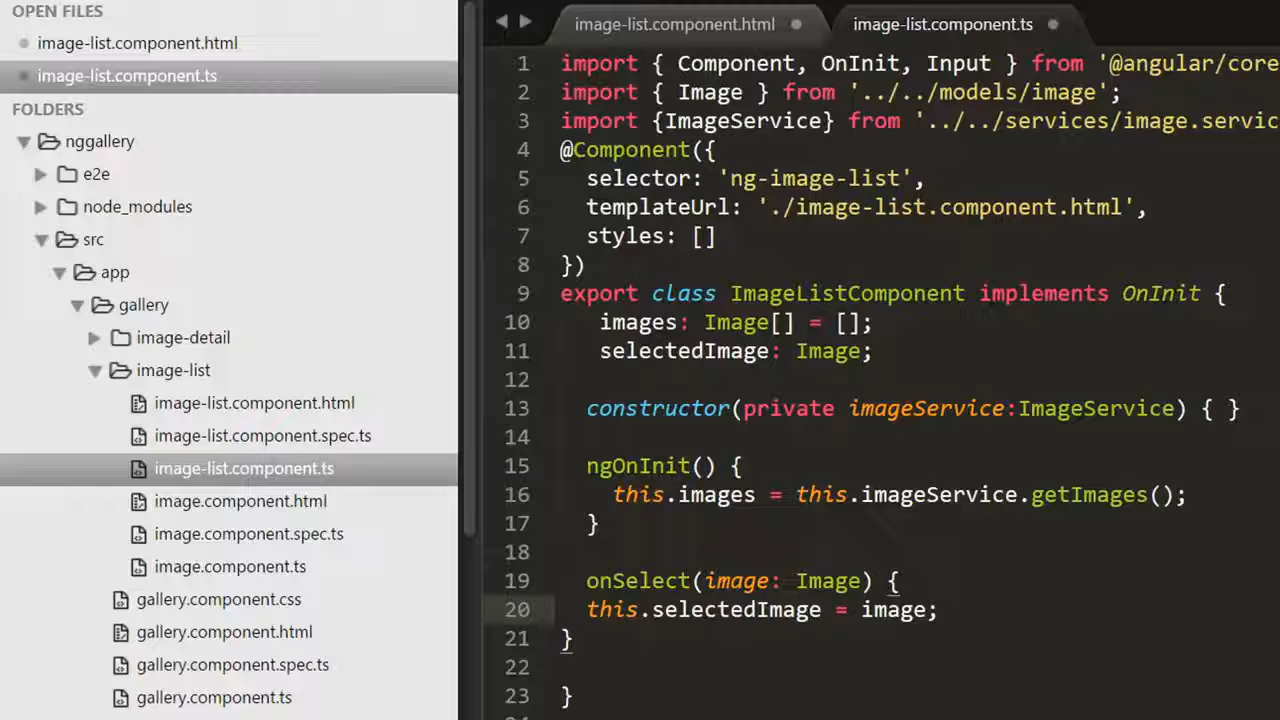 OPEN FILES
image-list.component.html
image-list.component.ts
FOLDERS
nggallery
e2e
node_modules
src
app
gallery
image-detail
image-list
image-list.component.html
image-list.component.spec.ts
image-list.component.ts
image.component.html
image.component.spec.ts
image.component.ts
gallery.component.css
gallery.component.html
gallery.component.spec.ts
gallery.component.ts
image-list.component.html image-list.component.ts
1 import { Component, OnInit, Input } from '@angular/core
2 import { Image } from '../../models/image';
3 import {ImageService} from '../../services/image.servic
4 @Component({
5 selector: 'ng-image-list',
6 templateUrl: './image-list.component.html',
7 styles: []
8 })
9 export class ImageListComponent implements OnInit {
10 images: Image[] = [];
11 selectedImage: Image;
12
13 constructor(private imageService:ImageService) { }
14
15 ngOnInit() {
16 this.images = this.imageService.getImages();
17 }
18
19 onSelect(image: Image) {
20 this.selectedImage = image;
21 }
22
23 }